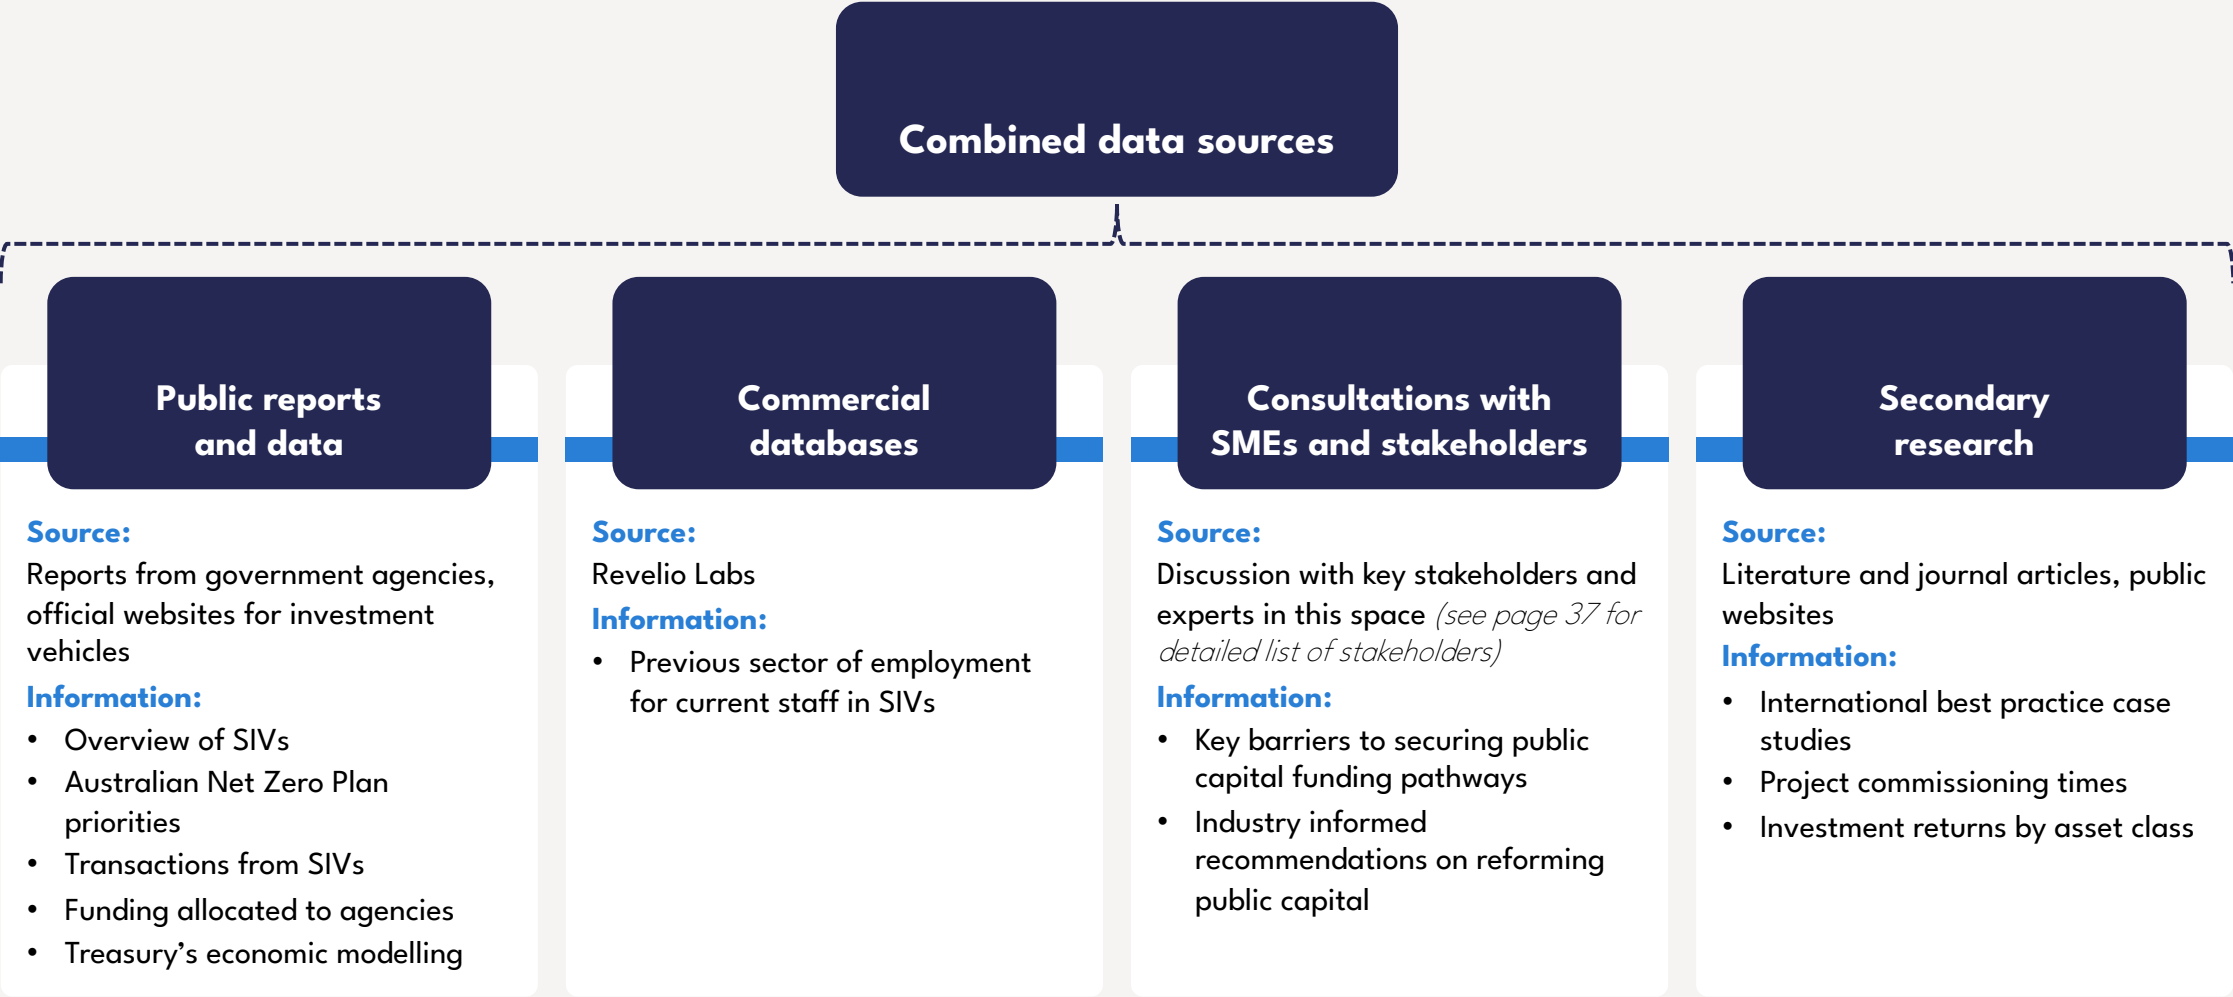 Combined data sources
Public reports
and data
Source:
Reports from government agencies,
official websites for investment
vehicles
Information:
• Overview of SIVs
• Australian Net Zero Plan
priorities
• Transactions from SIVs
• Funding allocated to agencies
• Treasury’s economic modelling
Commercial
databases
Source:
Revelio Labs
Information:
• Previous sector of employment
for current staff in SIVs
Consultations with
SMEs and stakeholders
Source:
Discussion with key stakeholders and
experts in this space (see page 37 for
detailed list of stakeholders)
Information:
• Key barriers to securing public
capital funding pathways
• Industry informed
recommendations on reforming
public capital
Secondary
research
Source:
Literature and journal articles, public
websites
Information:
• International best practice case
studies
• Project commissioning times
• Investment returns by asset class